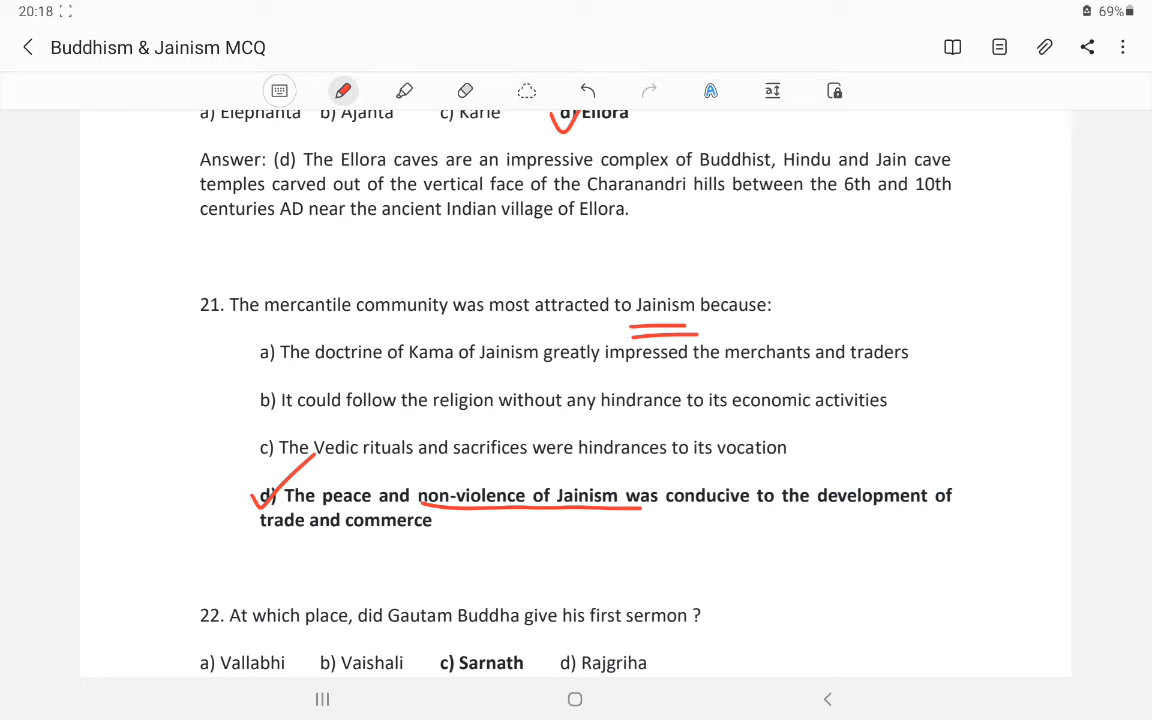 20:18 69%
Buddhism & Jainism MCQ
a) Elephanta b) Ajanta c) Karle d) Ellora
Answer: (d) The Ellora caves are an impressive complex of Buddhist, Hindu and Jain cave
temples carved out of the vertical face of the Charanandri hills between the 6th and 10th
centuries AD near the ancient Indian village of Ellora.
21. The mercantile community was most attracted to Jainism because:
a) The doctrine of Kama of Jainism greatly impressed the merchants and traders
b) It could follow the religion without any hindrance to its economic activities
c) The Vedic rituals and sacrifices were hindrances to its vocation
d) The peace and non-violence of Jainism was conducive to the development of
trade and commerce
22. At which place, did Gautam Buddha give his first sermon ?
a) Vallabhi b) Vaishali c) Sarnath d) Rajgriha